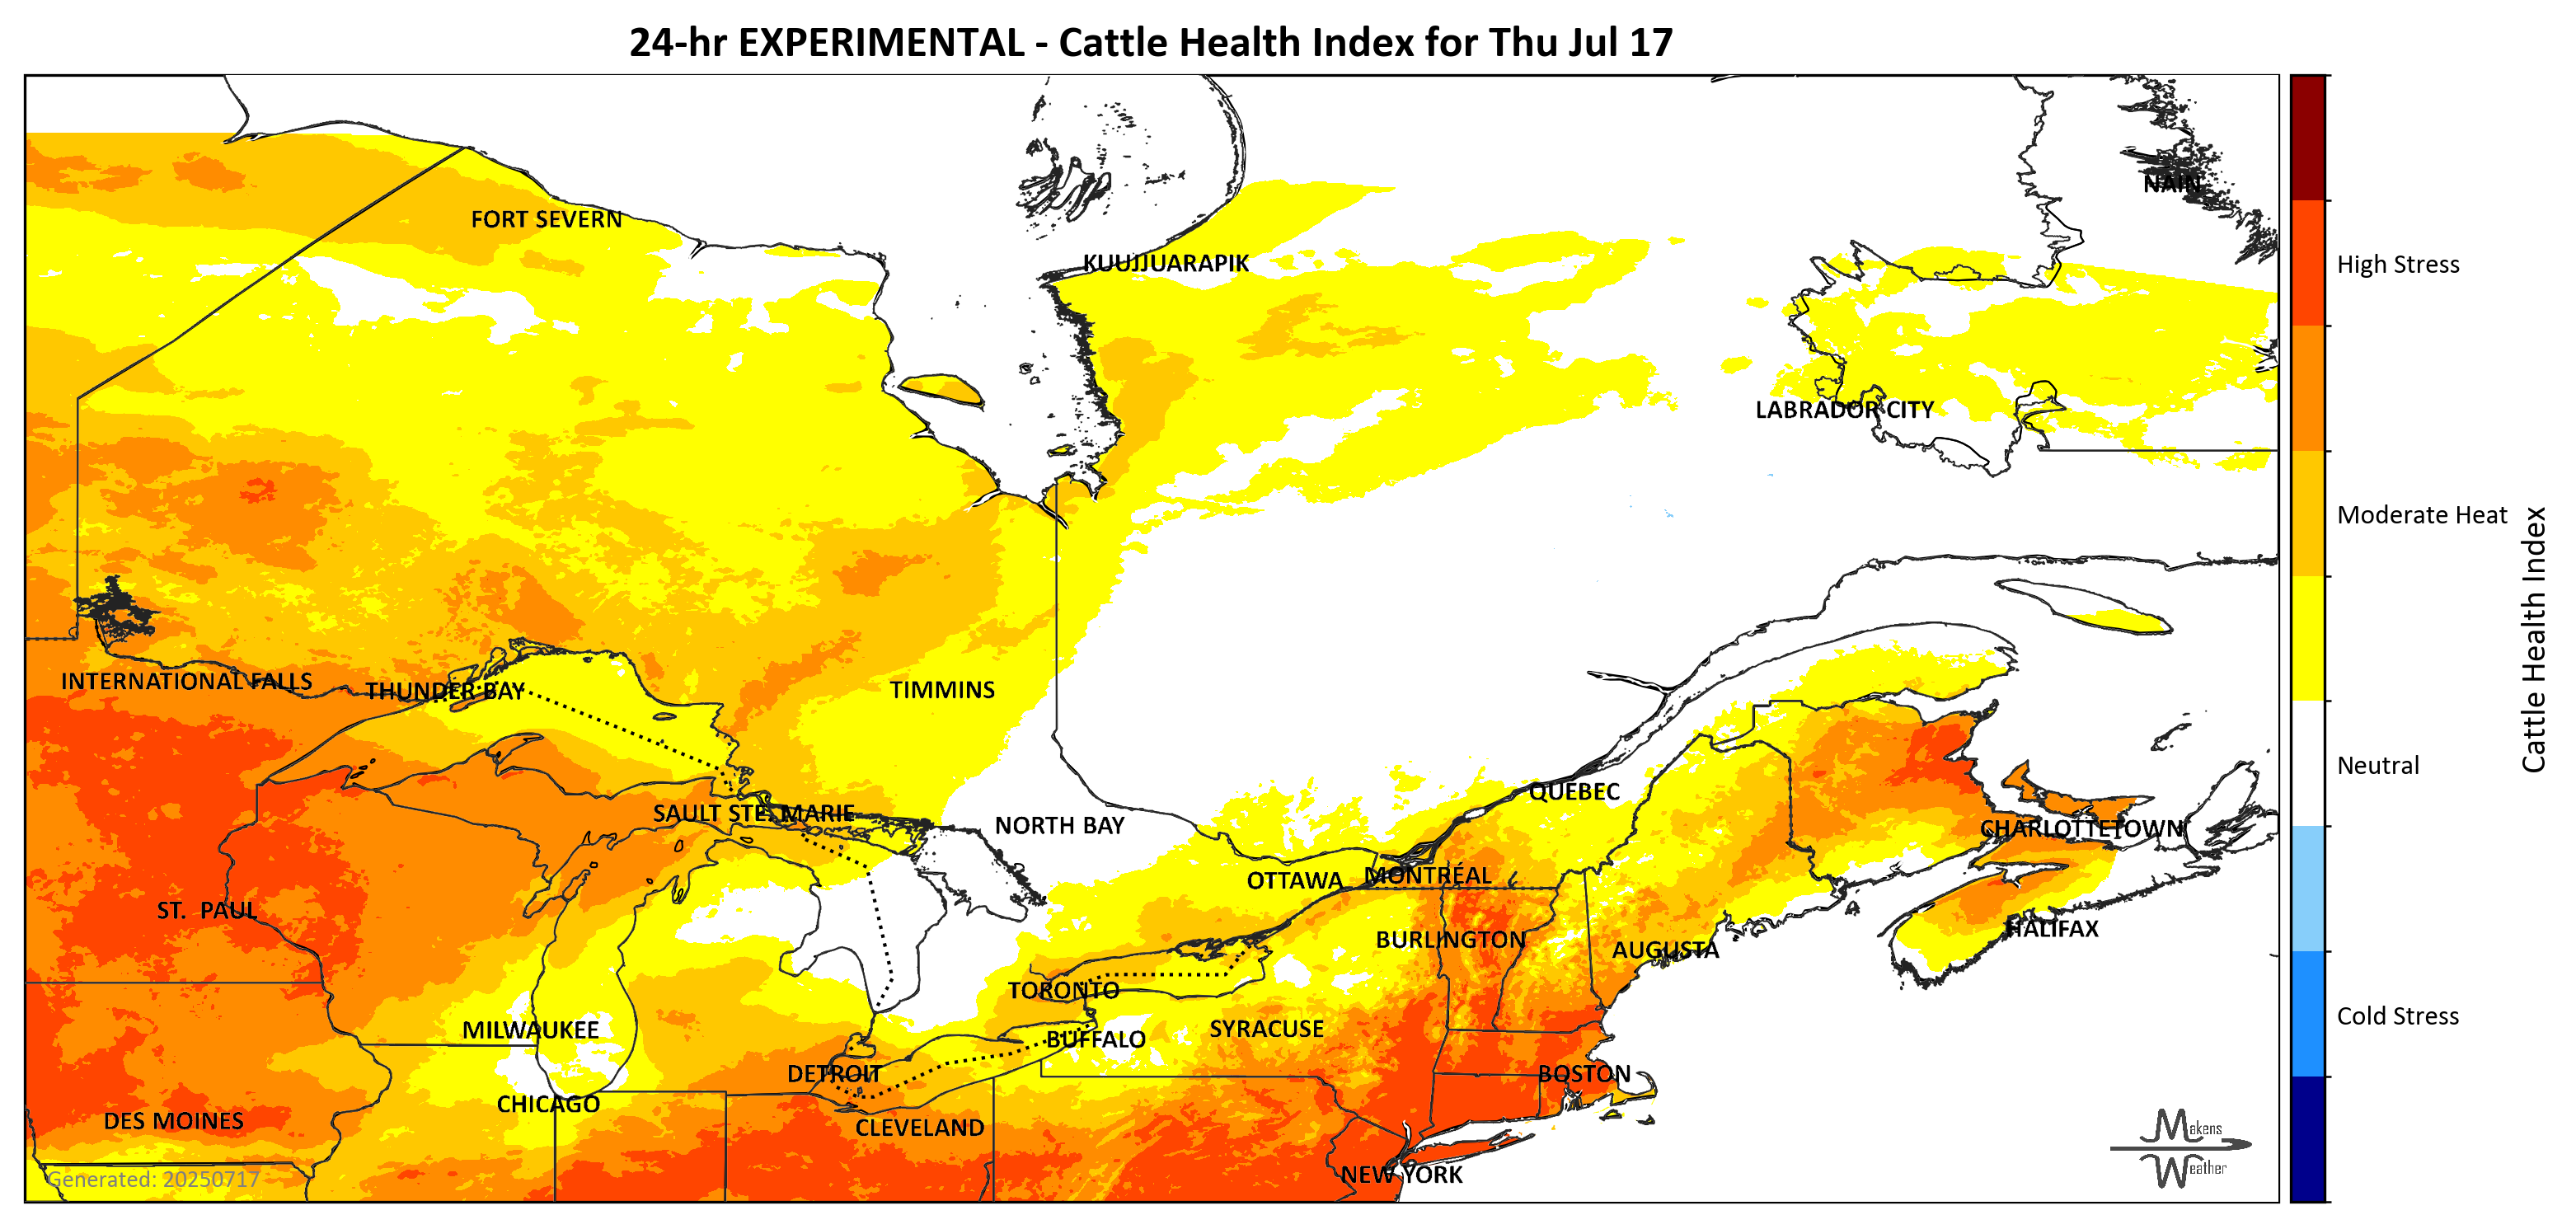 24-hr EXPERIMENTAL - Cattle Health Index for Thu Jul 17
NAIN
FORT SEVERN
KUUJJUARAPIK
High Stress
LABRADOR CITY
Moderate Heat
INTERNATIONAL FALLS
THUNDER BAY
TIMMINS
Cattle Health Index
Neutral
QUEBEC
SAULT STE. MARIE
NORTH BAY
CHARLOTTETOWN
OTTAWA
MONTRÉAL
ST. PAUL
HALIFAX
BURLINGTON
AUGUSTA
TORONTO
Cold Stress
MILWAUKEE
SYRACUSE
BUFFALO
DETROIT
BOSTON
CHICAGO
DES MOINES
CLEVELAND
Makens
Weather
NEW YORK
Generated: 20250717